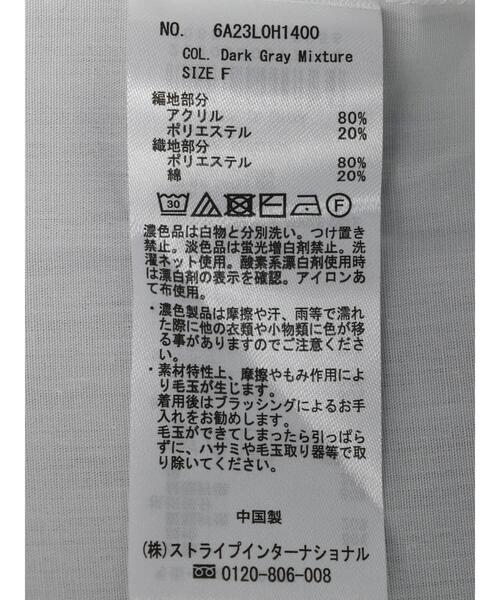 NO. 6A23L0H1400
COL. Dark Gray Mixture
SIZE F
編地部分
アクリル 80%
ポリエステル 20%
織地部分
ポリエステル 80%
綿 20%
30 F
濃色品は白物と分別洗い。つけ置き
禁止。淡色品は蛍光増白剤禁止。洗
濯ネット使用。酸素系漂白剤使用時
は漂白剤の表示を確認。アイロンあ
て布使用。
・濃色製品は摩擦や汗、雨等で濡れ
た際に他の衣類や小物類に色が移
る事がありますのでご注意くださ
い。
・素材特性上、摩擦やもみ作用によ
り毛玉が生じます。
着用後はブラッシングによるお手
入れをお勧めします。
毛玉ができてしまったら引っぱら
ずに、ハサミや毛玉取り器等で取
り除いてください。
中国製
(株)ストライプインターナショナル
0120-806-008